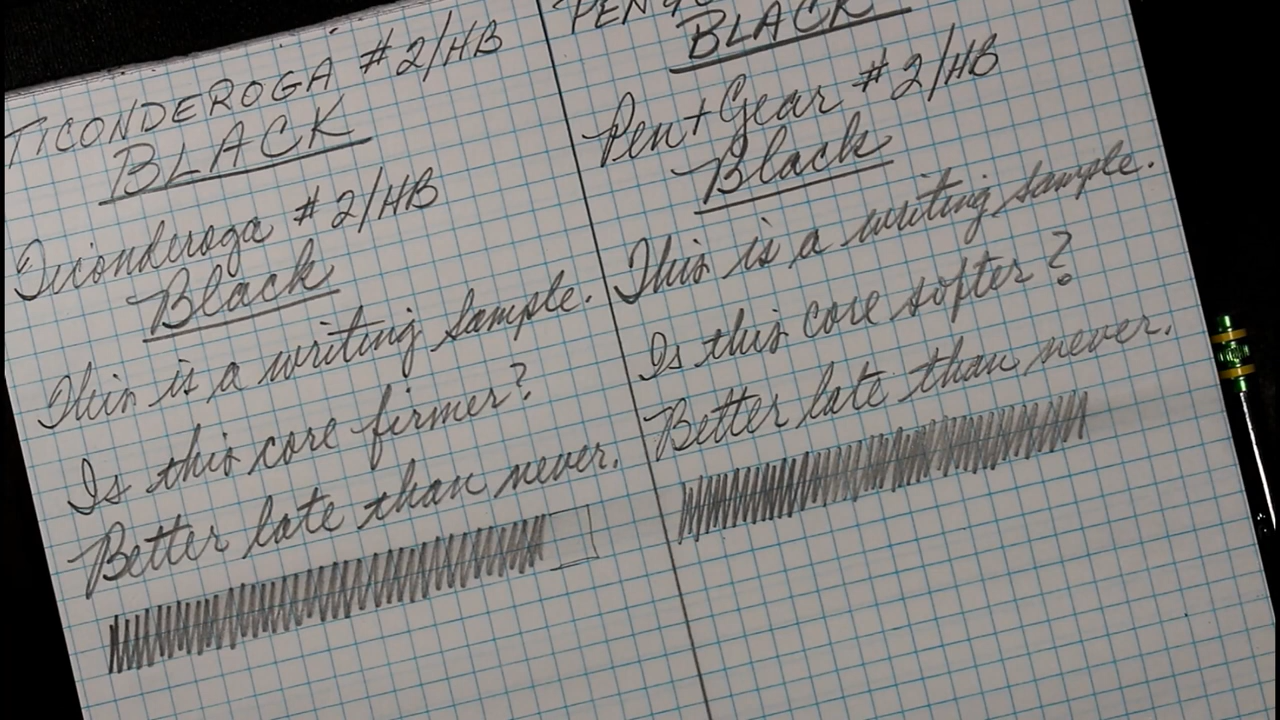 TICONDEROGA #2/HB
BLACK
Ticonderoga #2/HB
Black
This is a writing sample.
Is this core firmer?
Better late than never.
BLACK
Pen+Gear #2/HB
Black
This is a writing sample.
Is this core softer?
Better late than never.